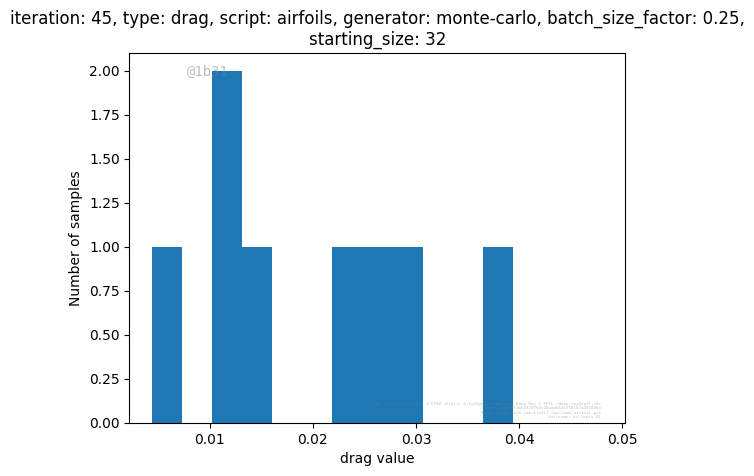 iteration: 45, type: drag, script: airfoils, generator: monte-carlo, batch_size_factor: 0.25,
starting_size: 32
@1b31
2.00
1.75
1.50
1.25
1.00
0.75
0.50
0.25
0.00
Number of samples
0.01
0.02
0.03
0.04
0.05
drag value